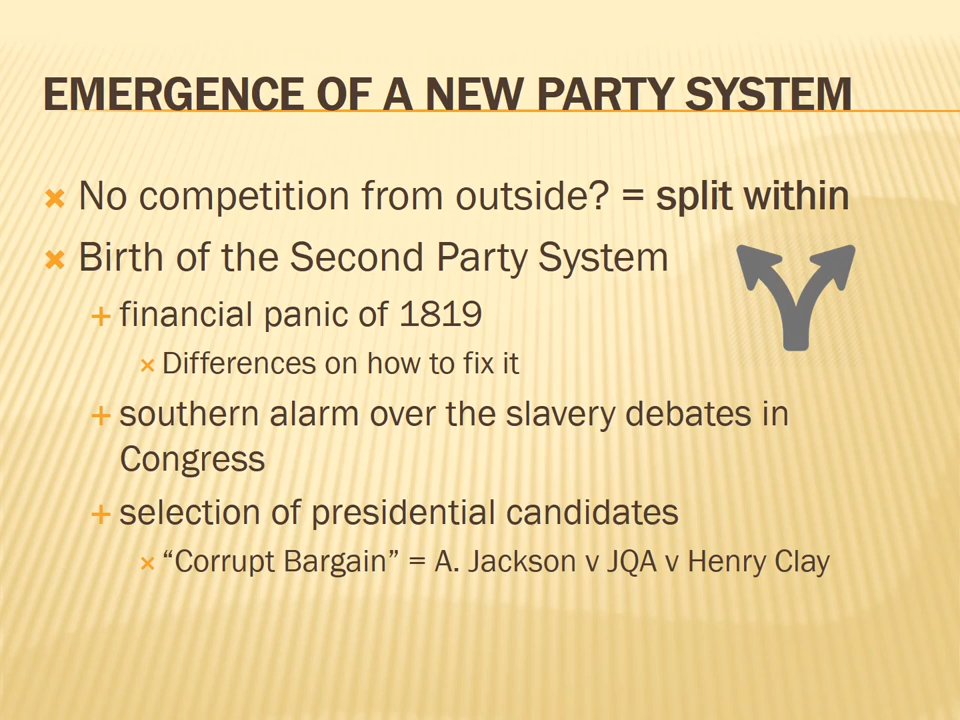 EMERGENCE OF A NEW PARTY SYSTEM
No competition from outside? = split within
Birth of the Second Party System
financial panic of 1819
Differences on how to fix it
southern alarm over the slavery debates in
Congress
selection of presidential candidates
“Corrupt Bargain” = A. Jackson v JQA v Henry Clay